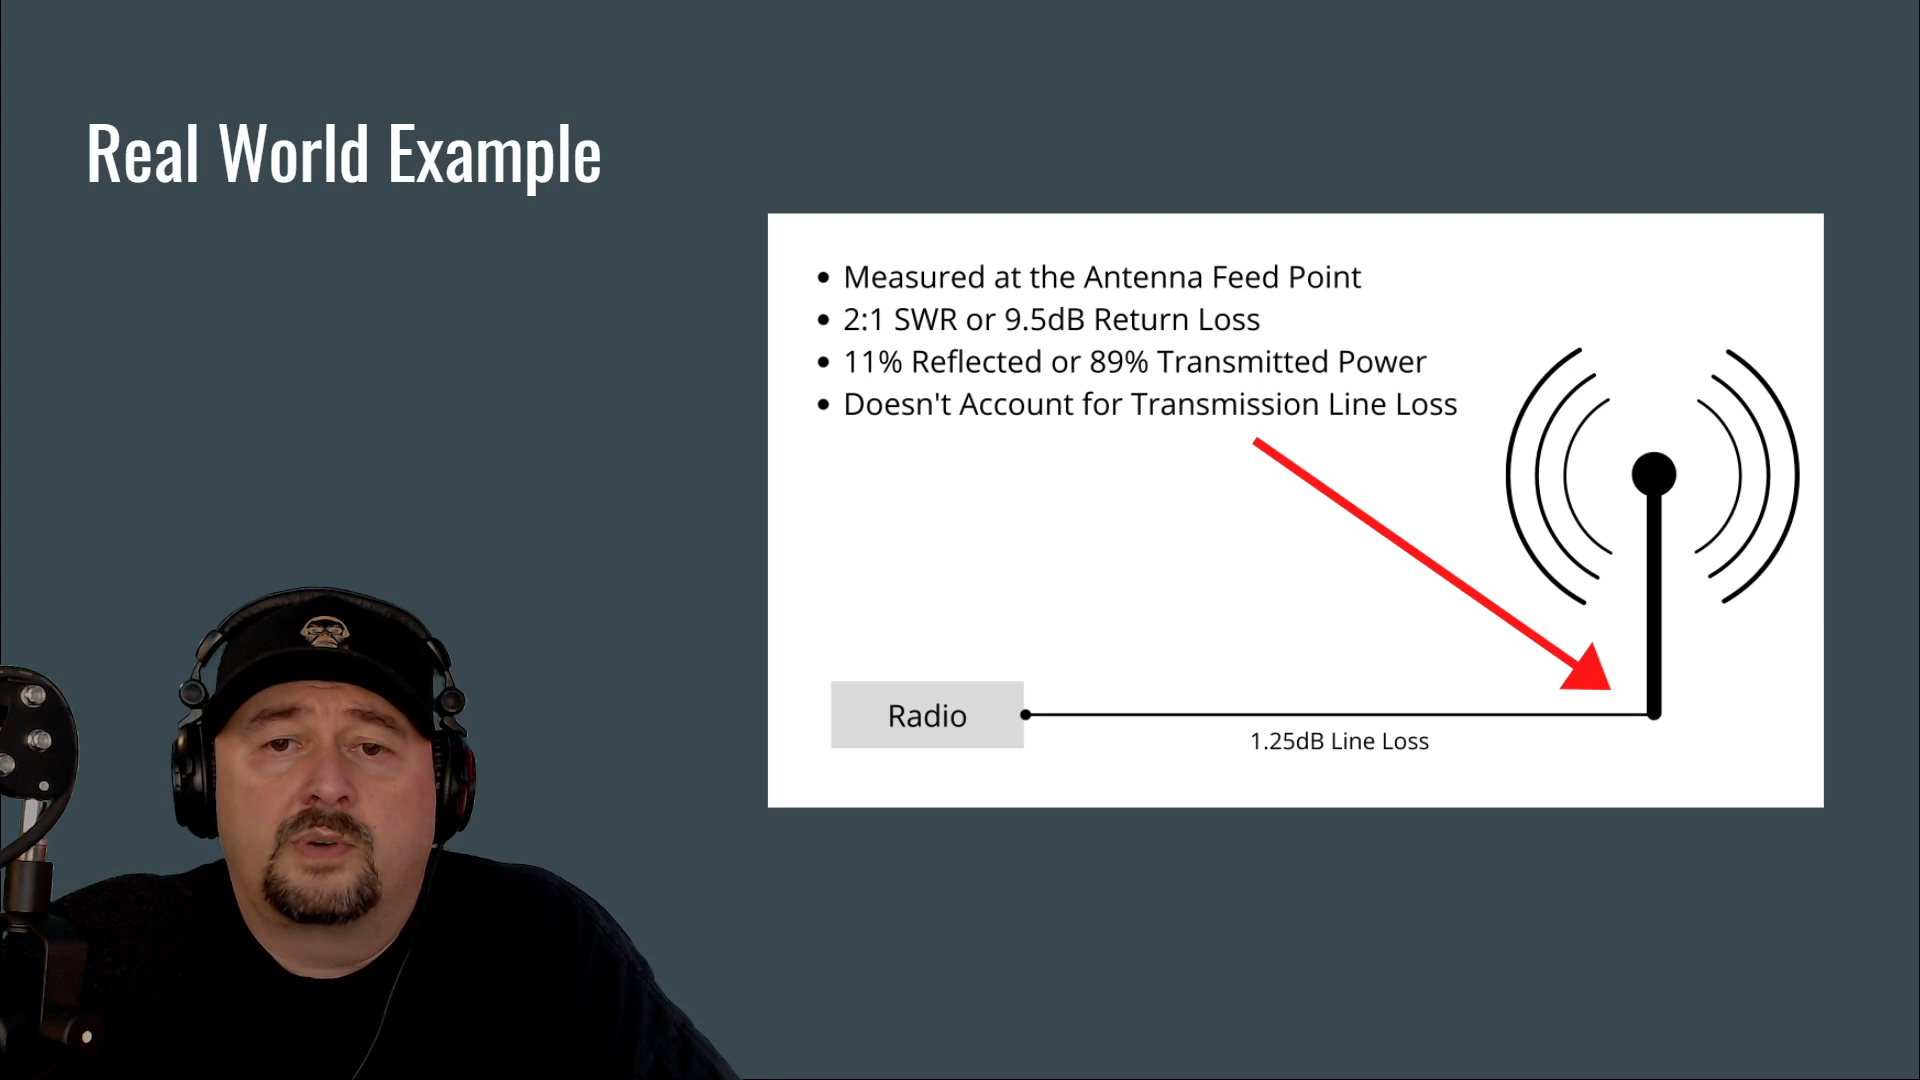 Real World Example
• Measured at the Antenna Feed Point
• 2:1 SWR or 9.5dB Return Loss
• 11% Reflected or 89% Transmitted Power
• Doesn't Account for Transmission Line Loss
Radio
1.25dB Line Loss